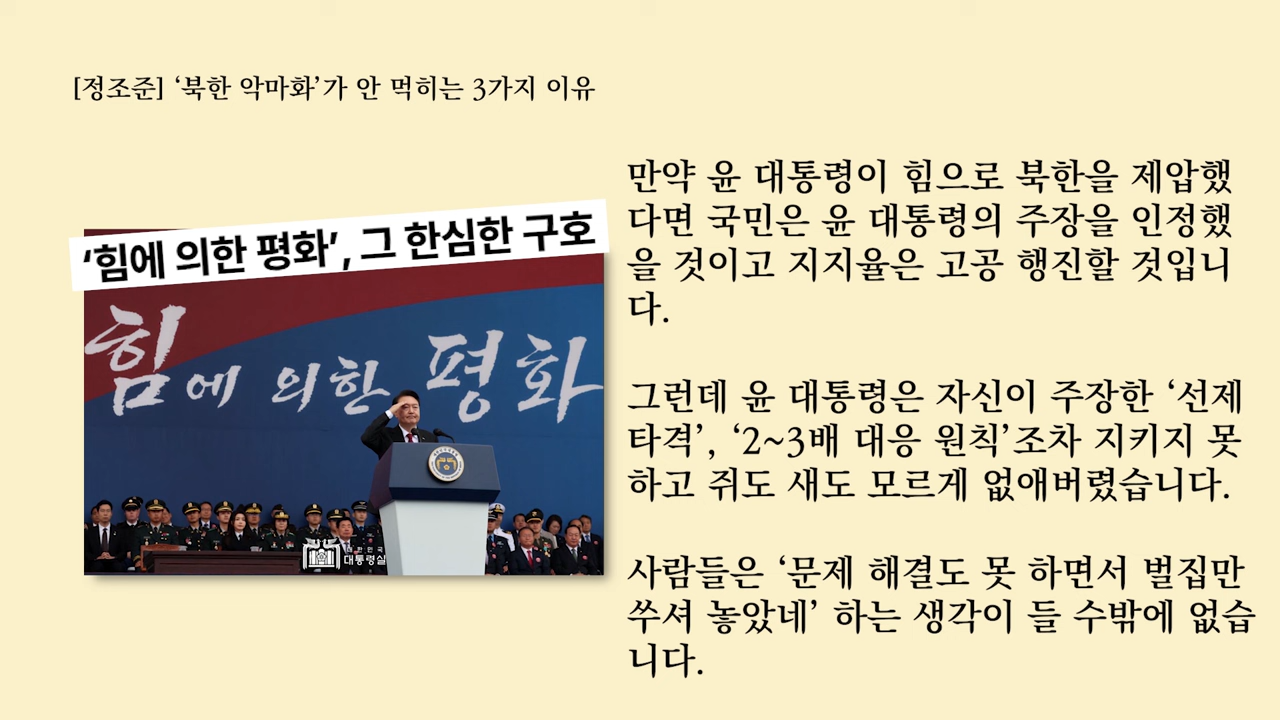 [정조준] ‘북한 악마화’가 안 먹히는 3가지 이유
‘힘에 의한 평화’, 그 한심한 구호
힘에 의한 평화
대한민국
대통령실
만약 윤 대통령이 힘으로 북한을 제압했
다면 국민은 윤 대통령의 주장을 인정했
을 것이고 지지율은 고공 행진할 것입니
다.
그런데 윤 대통령은 자신이 주장한 ‘선제
타격’, ‘2~3배 대응 원칙’조차 지키지 못
하고 쥐도 새도 모르게 없애버렸습니다.
사람들은 ‘문제 해결도 못 하면서 벌집만
쑤셔 놓았네’ 하는 생각이 들 수밖에 없습
니다.